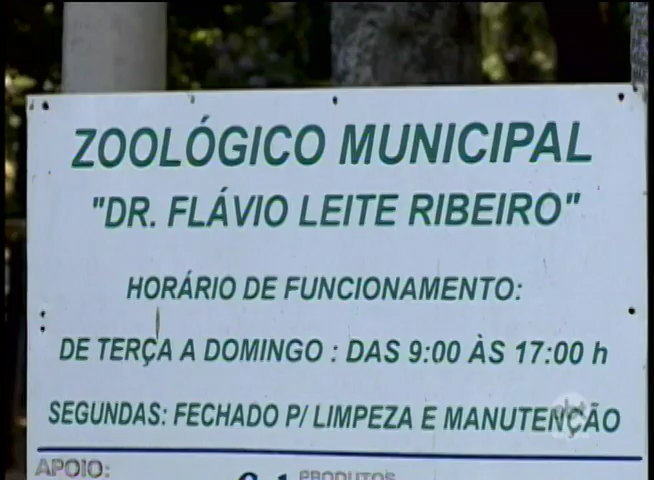 ZOOLÓGICO MUNICIPAL
"DR. FLÁVIO LEITE RIBEIRO"
HORÁRIO DE FUNCIONAMENTO:
DE TERÇA A DOMINGO : DAS 9:00 ÀS 17:00 h
SEGUNDAS: FECHADO P/ LIMPEZA E MANUTENÇÃO
APOIO:
PRODUTOS